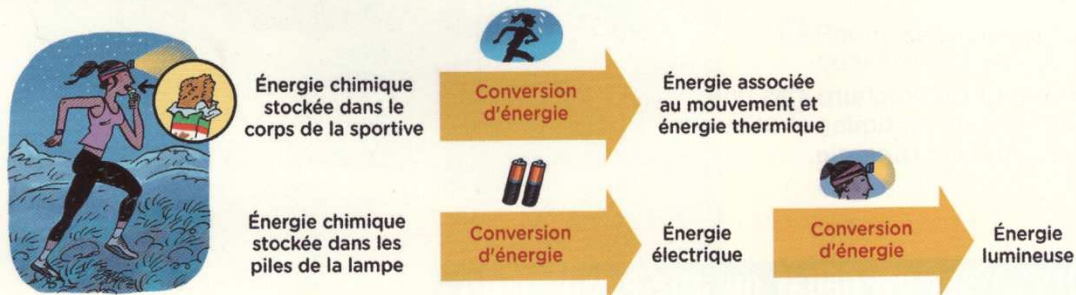 Énergie chimique
stockée dans le
corps de la sportive
Conversion
d'énergie
Énergie associée
au mouvement et
énergie thermique
Énergie chimique
stockée dans les
piles de la lampe
Conversion
d'énergie
Énergie
électrique
Conversion
d'énergie
Énergie
lumineuse